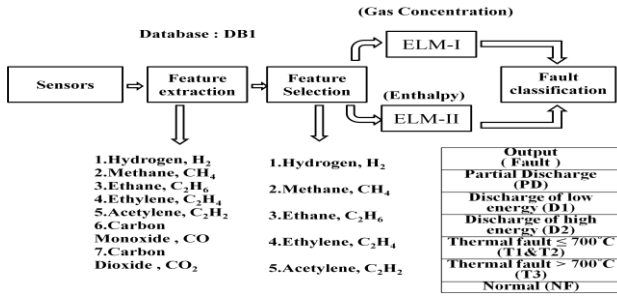 (Gas Concentration)
Database : DB1
ELM-I
Sensors
Feature
extraction
Feature
Selection
Fault
classification
(Enthalpy)
ELM-II
1.Hydrogen, H₂
2.Methane, CH₄
3.Ethane, C₂H₆
4.Ethylene, C₂H₄
5.Acetylene, C₂H₂
6.Carbon
Monoxide , CO
7.Carbon
Dioxide , CO₂
1.Hydrogen, H₂
2.Methane, CH₄
3.Ethane, C₂H₆
4.Ethylene, C₂H₄
5.Acetylene, C₂H₂
Output
( Fault )
Partial Discharge
(PD)
Discharge of low
energy (D1)
Discharge of high
energy (D2)
Thermal fault ≤ 700°C
(T1&T2)
Thermal fault > 700°C
(T3)
Normal (NF)